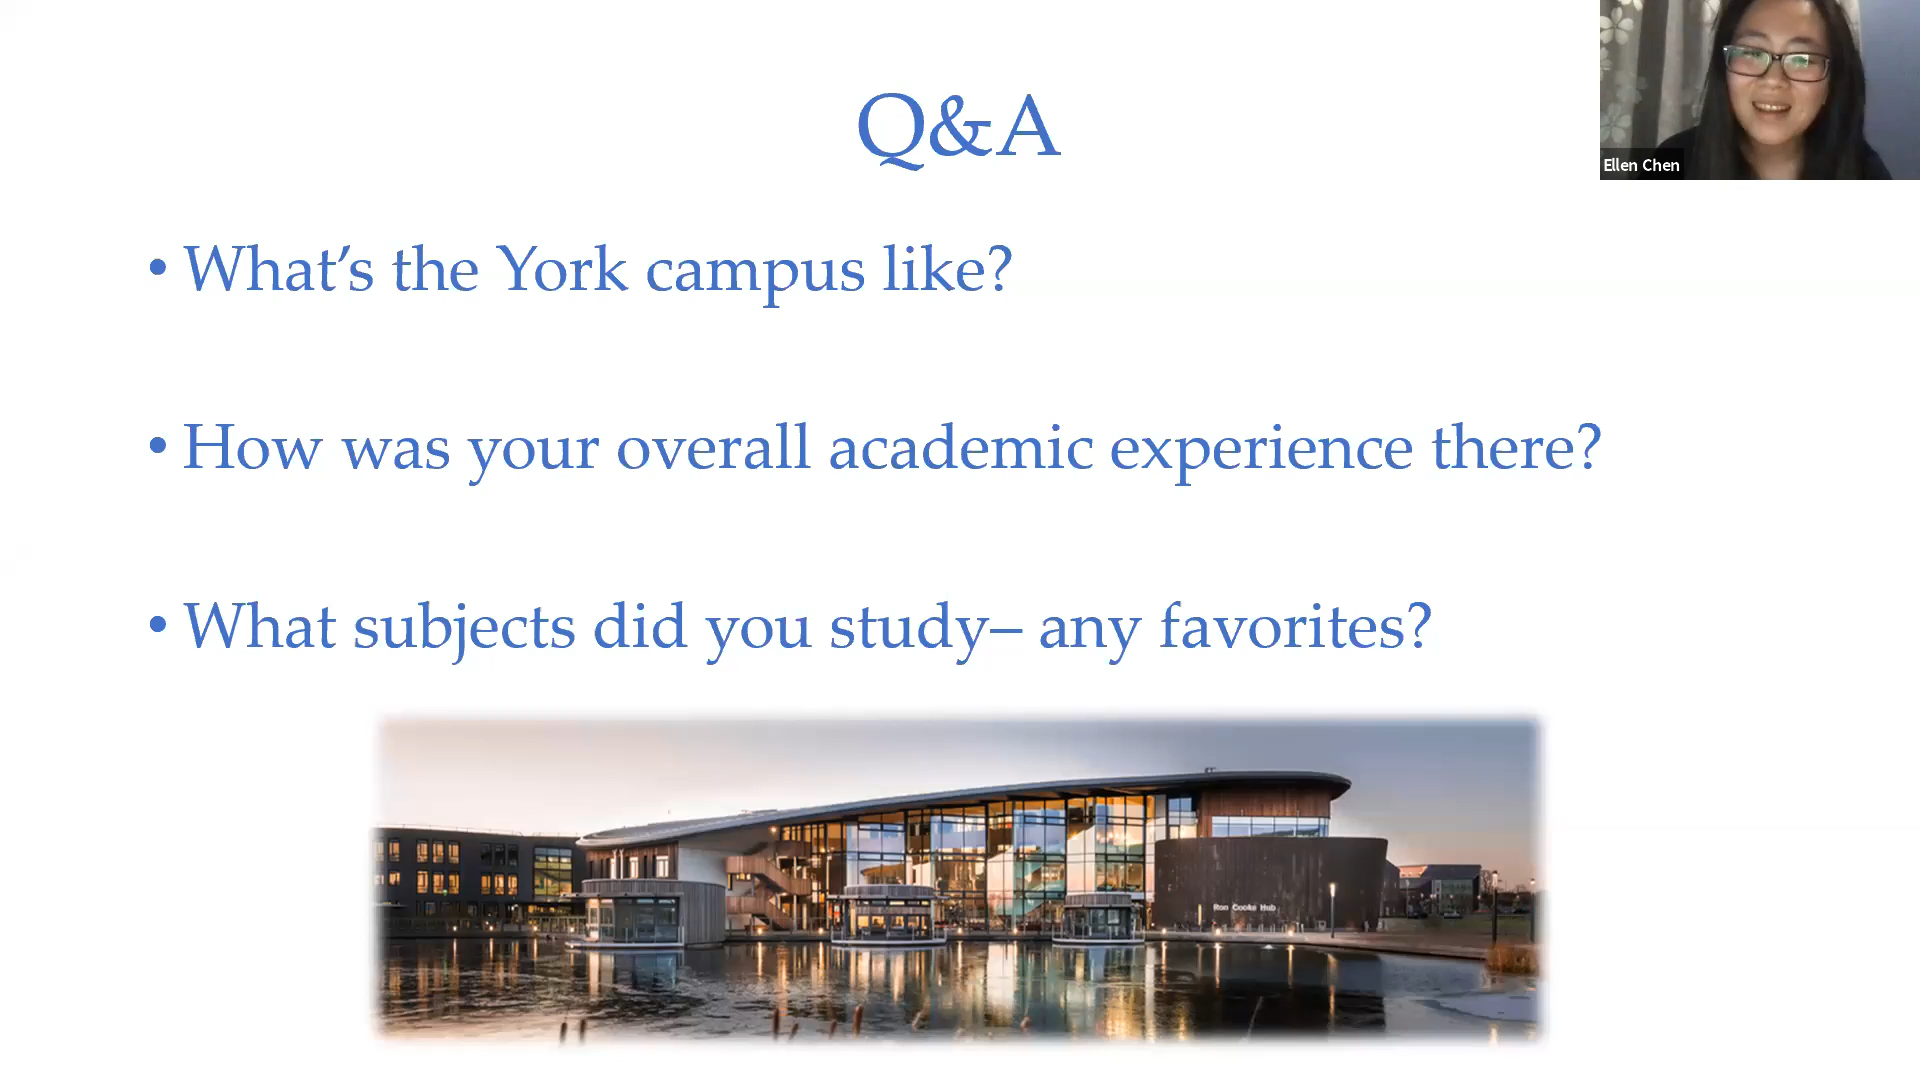 Q&A
Ellen Chen
• What’s the York campus like?
• How was your overall academic experience there?
• What subjects did you study– any favorites?
Ron Cooke Hub